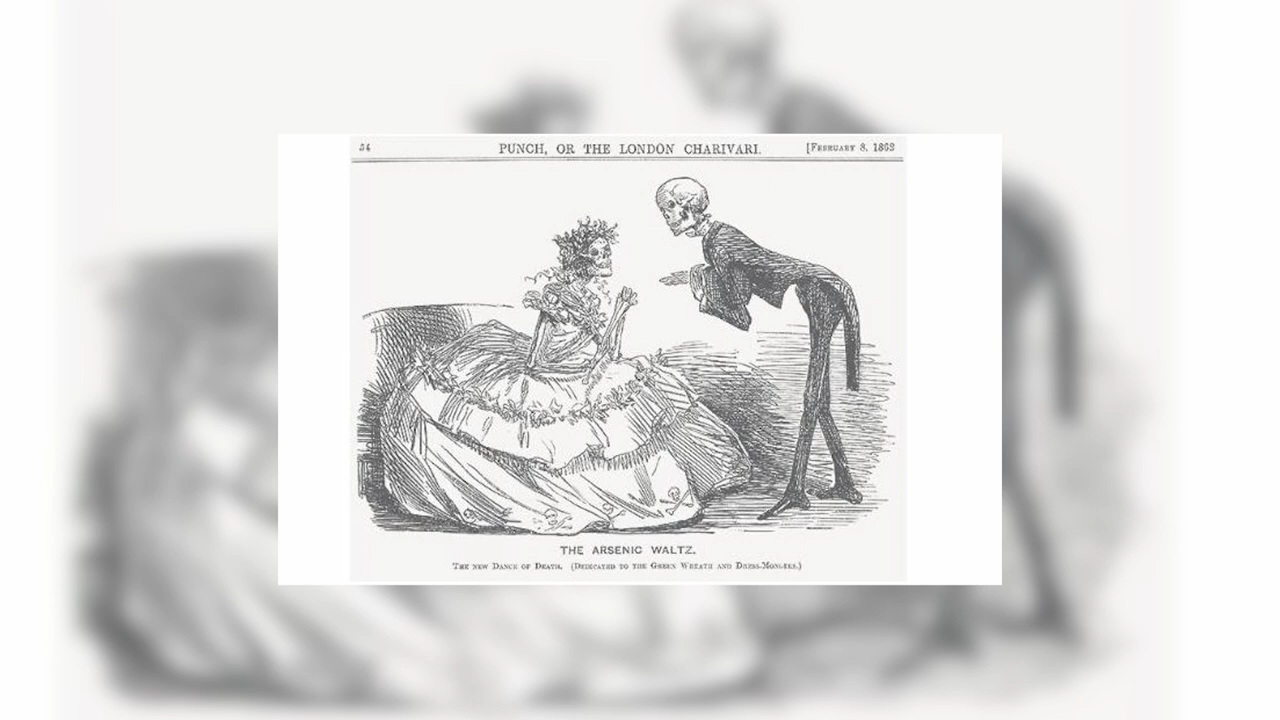 54 PUNCH, OR THE LONDON CHARIVARI. [FEBRUARY 8, 1862
THE ARSENIC WALTZ.
THE NEW DANCE OF DEATH. (DEDICATED TO THE GREEN WREATH AND DRESS-MONGERS.)